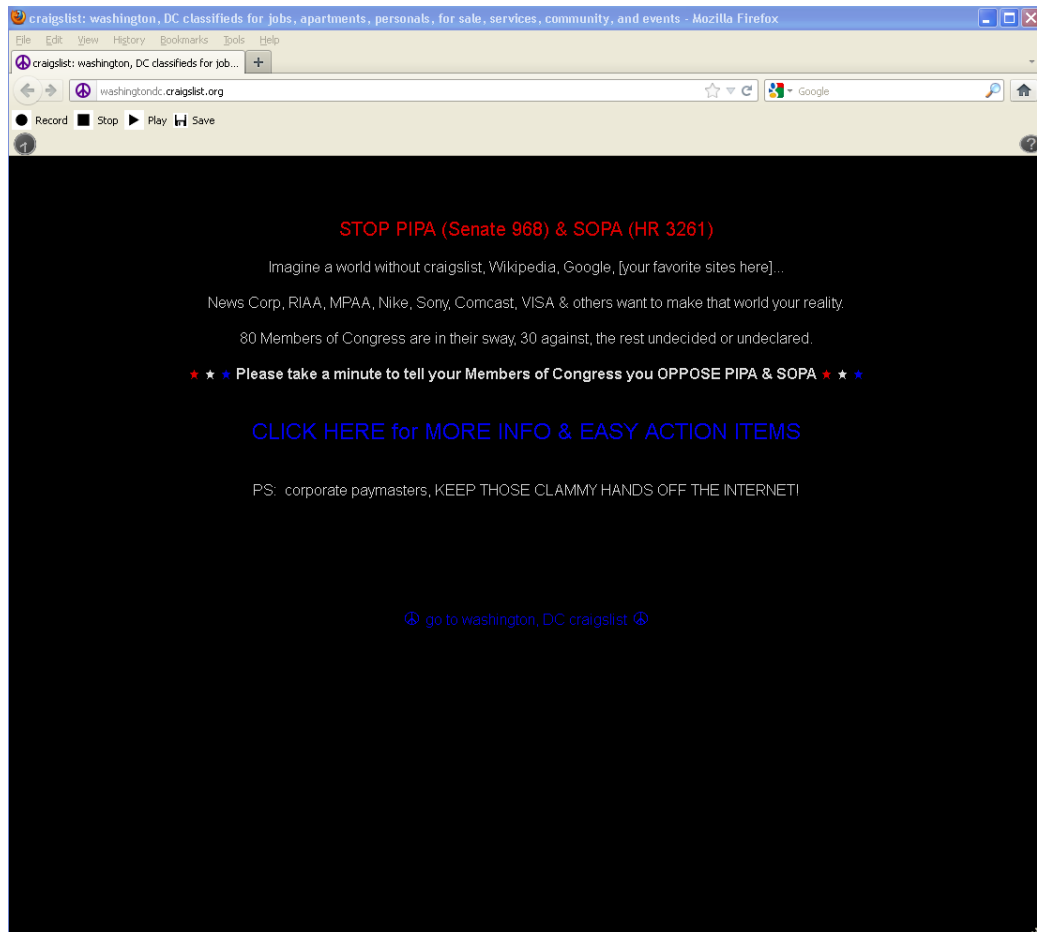 craigslist: washington, DC classifieds for jobs, apartments, personals, for sale, services, community, and events - Mozilla Firefox
File Edit View History Bookmarks Tools Help
craigslist: washington, DC classifieds for job... +
washingtondc.craigslist.org Google
Record Stop Play Save
?
STOP PIPA (Senate 968) & SOPA (HR 3261)
Imagine a world without craigslist, Wikipedia, Google, [your favorite sites here]...
News Corp, RIAA, MPAA, Nike, Sony, Comcast, VISA & others want to make that world your reality.
80 Members of Congress are in their sway, 30 against, the rest undecided or undeclared.
★ ★ ★ Please take a minute to tell your Members of Congress you OPPOSE PIPA & SOPA ★ ★ ★
CLICK HERE for MORE INFO & EASY ACTION ITEMS
PS: corporate paymasters, KEEP THOSE CLAMMY HANDS OFF THE INTERNET!
☮ go to washington, DC craigslist ☮